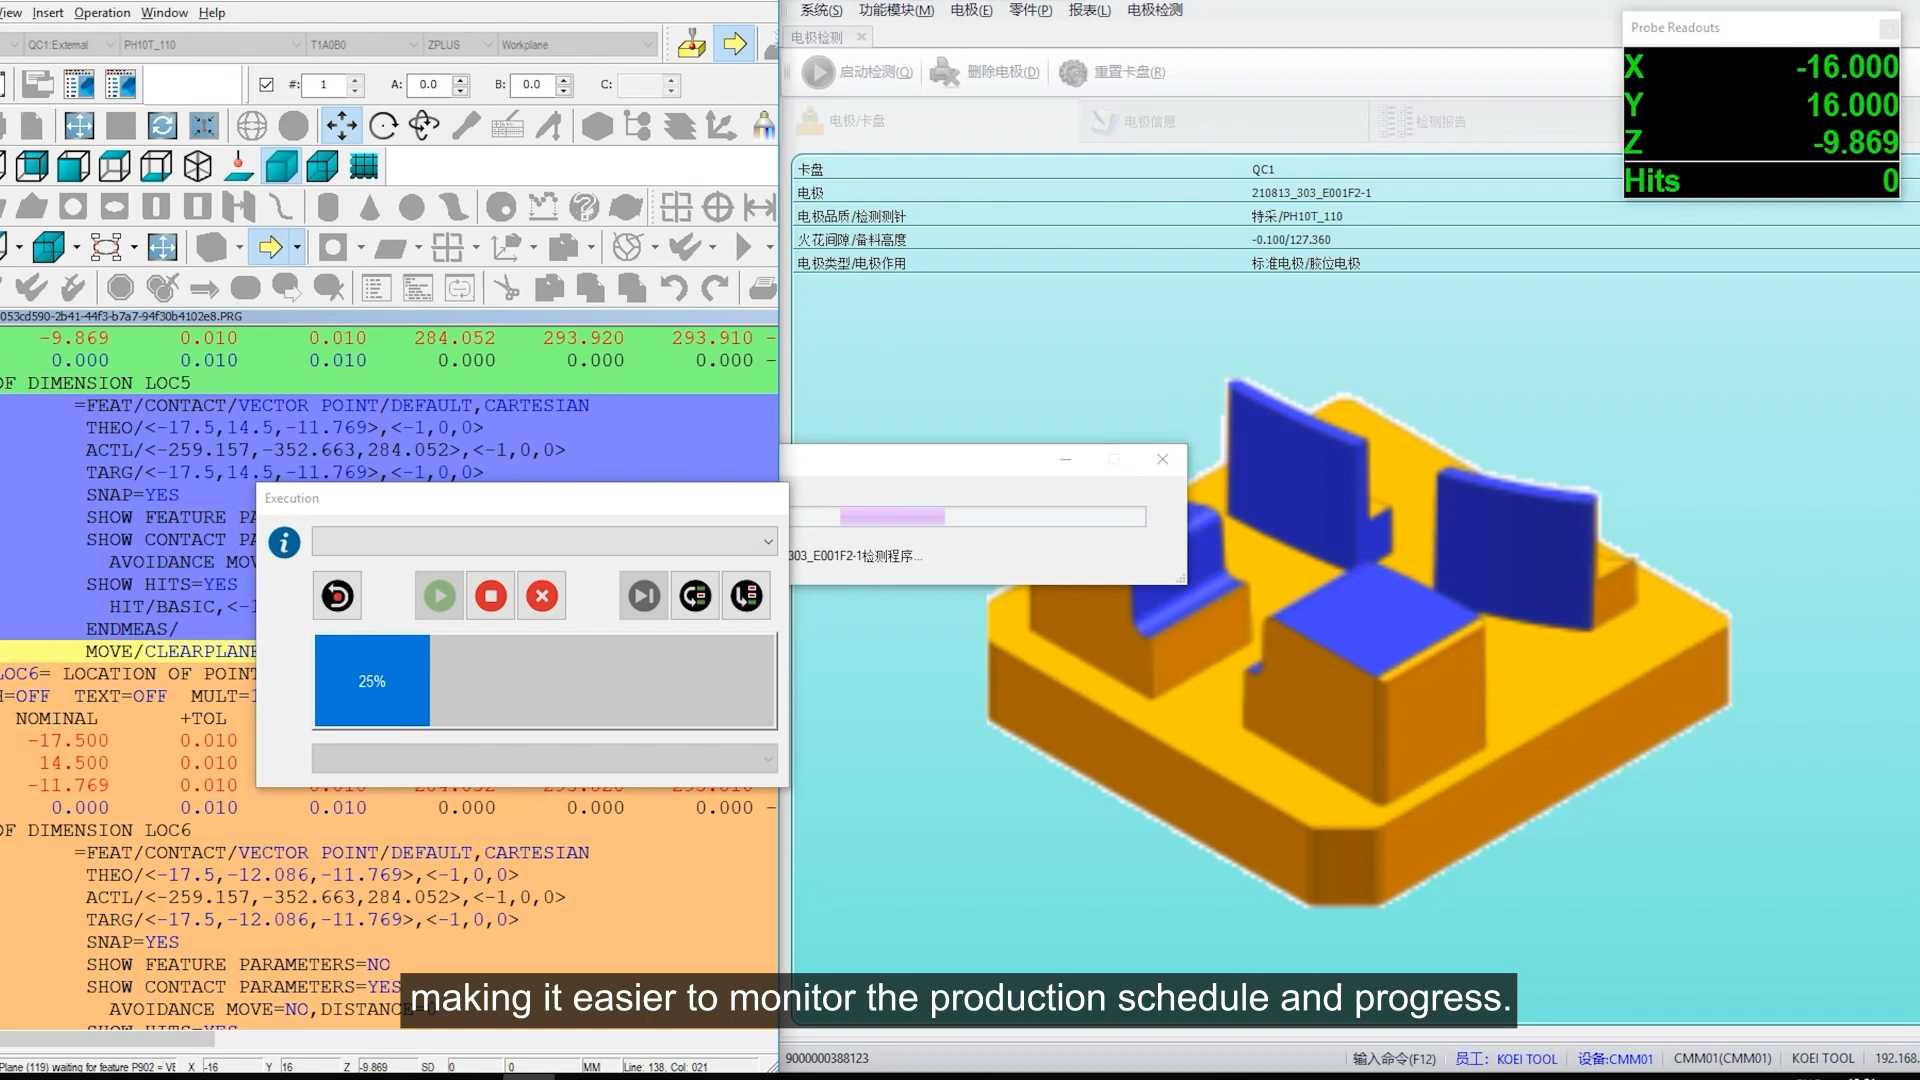 View Insert Operation Window Help
QC1:External PH10T_110 T1A0B0 ZPLUS Workplane
#: 1 A: 0.0 B: 0.0 C:
053cd590-2b41-44f3-b7a7-94f30b4102e8.PRG
-9.869 0.010 0.010 284.052 293.920 293.910 -
0.000 0.010 0.010 0.000 0.000 0.000 -
OF DIMENSION LOC5
=FEAT/CONTACT/VECTOR POINT/DEFAULT,CARTESIAN
THEO/<-17.5,14.5,-11.769>,<-1,0,0>
ACTL/<-259.157,-352.663,284.052>,<-1,0,0>
TARG/<-17.5,14.5,-11.769>,<-1,0,0>
SNAP=YES
SHOW FEATURE PA
SHOW CONTACT PA
AVOIDANCE MOV
SHOW HITS=YES
HIT/BASIC,<-1
ENDMEAS/
MOVE/CLEARPLANE
LOC6= LOCATION OF POINT
H=OFF TEXT=OFF MULT=1
NOMINAL +TOL
-17.500 0.010
14.500 0.010
-11.769 0.010
0.000 0.010 0.010 0.000 0.000 0.000 -
OF DIMENSION LOC6
=FEAT/CONTACT/VECTOR POINT/DEFAULT,CARTESIAN
THEO/<-17.5,-12.086,-11.769>,<-1,0,0>
ACTL/<-259.157,-352.663,284.052>,<-1,0,0>
TARG/<-17.5,-12.086,-11.769>,<-1,0,0>
SNAP=YES
SHOW FEATURE PARAMETERS=NO
SHOW CONTACT PARAMETERS=YES
AVOIDANCE MOVE=NO,DISTANCE=0
SHOW HITS=YES
Plane (119) waiting for feature P902 = VE X -16 Y 16 Z -9.869 SD 0 0 MM Line: 138, Col: 021
Execution
25%
303_E001F2-1检测程序...
系统(S) 功能模块(M) 电极(E) 零件(P) 报表(L) 电极检测
电极检测
启动检测(Q) 删除电极(D) 重置卡盘(R)
电极/卡盘 电极信息 检测报告
卡盘 QC1
电极 210813_303_E001F2-1
电极品质/检测测针 特采/PH10T_110
火花间隙/备料高度 -0.100/127.360
电极类型/电极作用 标准电极/胶位电极
Probe Readouts
X -16.000
Y 16.000
Z -9.869
Hits 0
making it easier to monitor the production schedule and progress.
9000000388123 输入命令(F12) 员工: KOEI TOOL 设备:CMM01 CMM01(CMM01) KOEI TOOL 192.168.